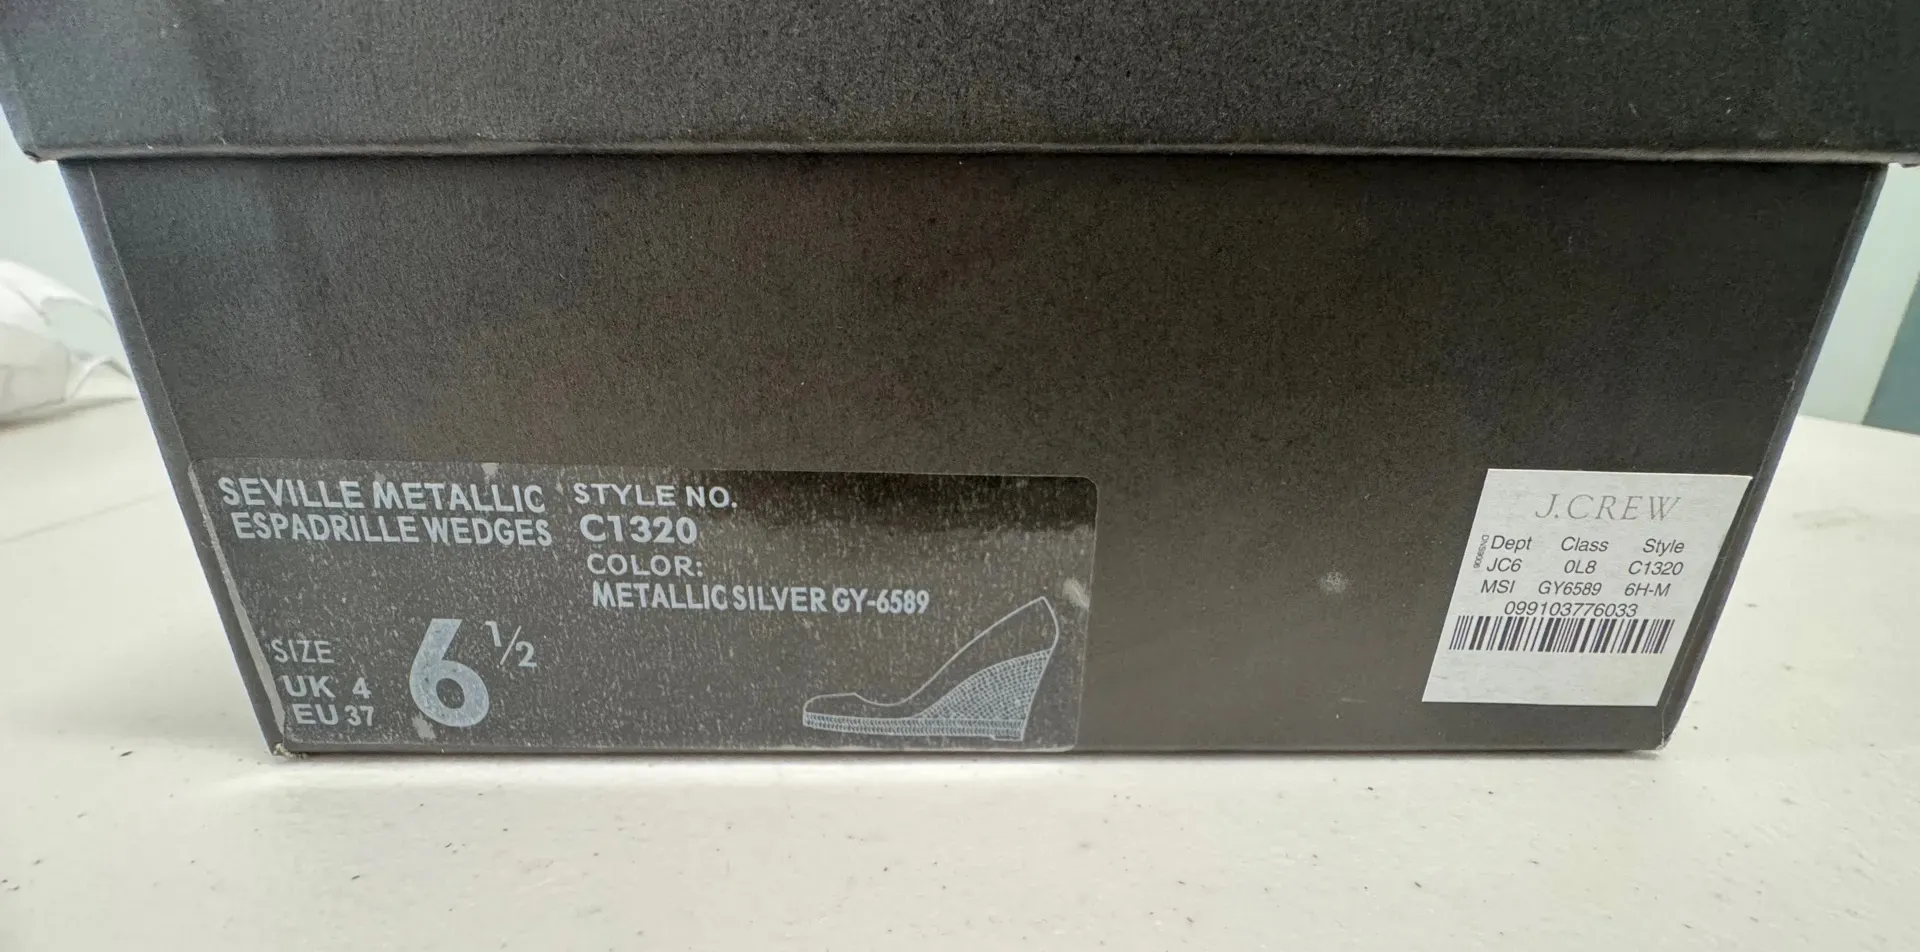 SEVILLE METALLIC
ESPADRILLE WEDGES
STYLE NO.
C1320
COLOR:
METALLIC SILVER GY-6589
SIZE
UK 4
EU 37
6 1/2
J.CREW
Dept Class Style
JC6 0L8 C1320
MSI GY6589 6H-M
099103776033